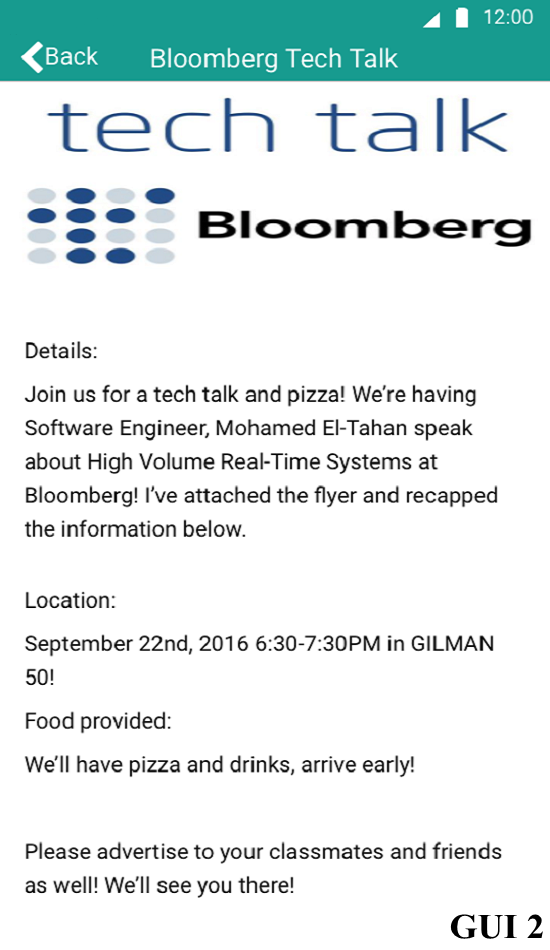 12:00
Back
Bloomberg Tech Talk
tech talk
Bloomberg
Details:
Join us for a tech talk and pizza! We’re having
Software Engineer, Mohamed El-Tahan speak
about High Volume Real-Time Systems at
Bloomberg! I’ve attached the flyer and recapped
the information below.
Location:
September 22nd, 2016 6:30-7:30PM in GILMAN
50!
Food provided:
We’ll have pizza and drinks, arrive early!
Please advertise to your classmates and friends
as well! We’ll see you there!
GUI 2